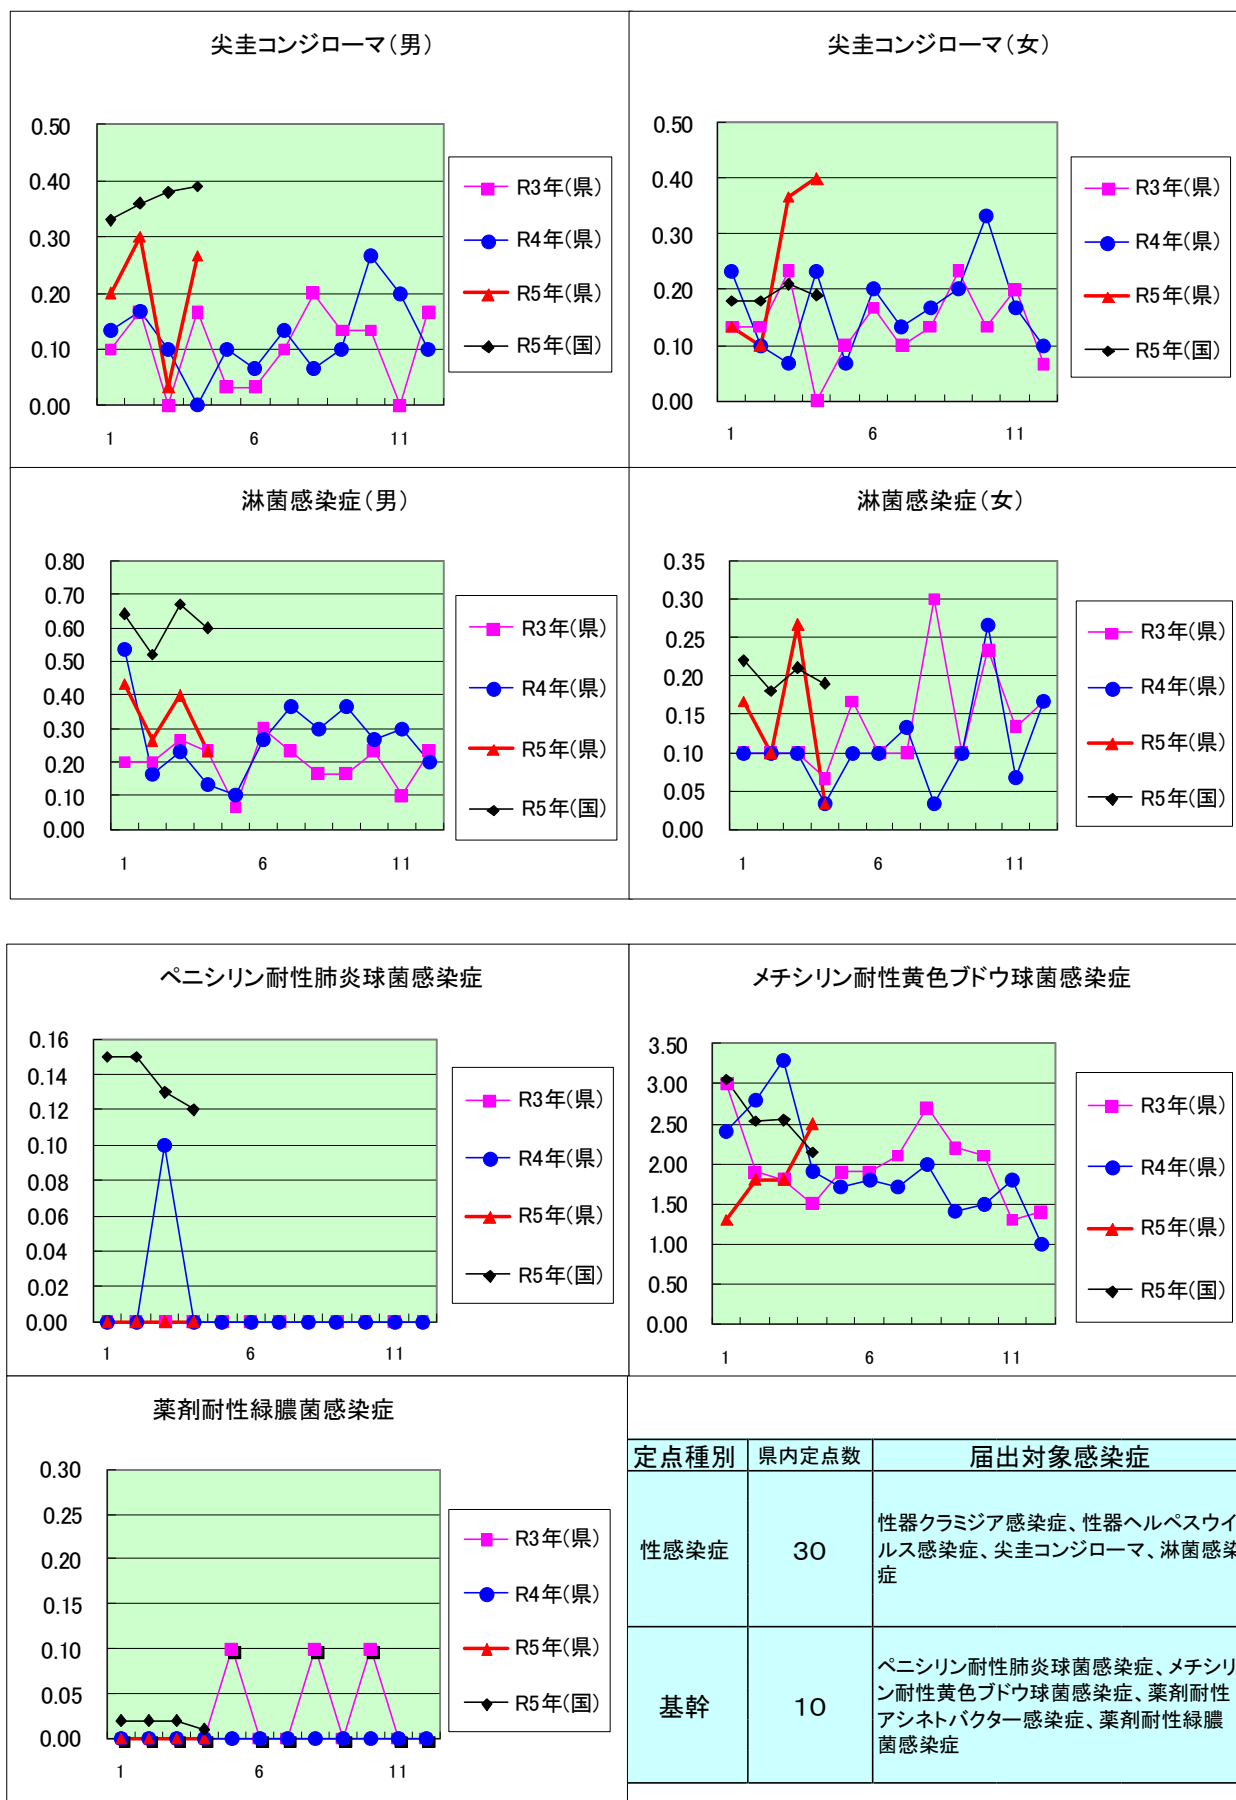 尖圭コンジローマ(男)
0.50
0.40
0.30
0.20
0.10
0.00
1
6
11
R3年(県)
R4年(県)
R5年(県)
R5年(国)
尖圭コンジローマ(女)
0.50
0.40
0.30
0.20
0.10
0.00
1
6
11
R3年(県)
R4年(県)
R5年(県)
R5年(国)
淋菌感染症(男)
0.80
0.70
0.60
0.50
0.40
0.30
0.20
0.10
0.00
1
6
11
R3年(県)
R4年(県)
R5年(県)
R5年(国)
淋菌感染症(女)
0.35
0.30
0.25
0.20
0.15
0.10
0.05
0.00
1
6
11
R3年(県)
R4年(県)
R5年(県)
R5年(国)
ペニシリン耐性肺炎球菌感染症
0.16
0.14
0.12
0.10
0.08
0.06
0.04
0.02
0.00
1
6
11
R3年(県)
R4年(県)
R5年(県)
R5年(国)
メチシリン耐性黄色ブドウ球菌感染症
3.50
3.00
2.50
2.00
1.50
1.00
0.50
0.00
1
6
11
R3年(県)
R4年(県)
R5年(県)
R5年(国)
薬剤耐性緑膿菌感染症
0.30
0.25
0.20
0.15
0.10
0.05
0.00
1
6
11
R3年(県)
R4年(県)
R5年(県)
R5年(国)
定点種別 県内定点数 届出対象感染症
性感染症 30
性器クラミジア感染症、性器ヘルペスウイ
ルス感染症、尖圭コンジローマ、淋菌感染
症
基幹 10
ペニシリン耐性肺炎球菌感染症、メチシリ
ン耐性黄色ブドウ球菌感染症、薬剤耐性
アシネトバクター感染症、薬剤耐性緑膿
菌感染症